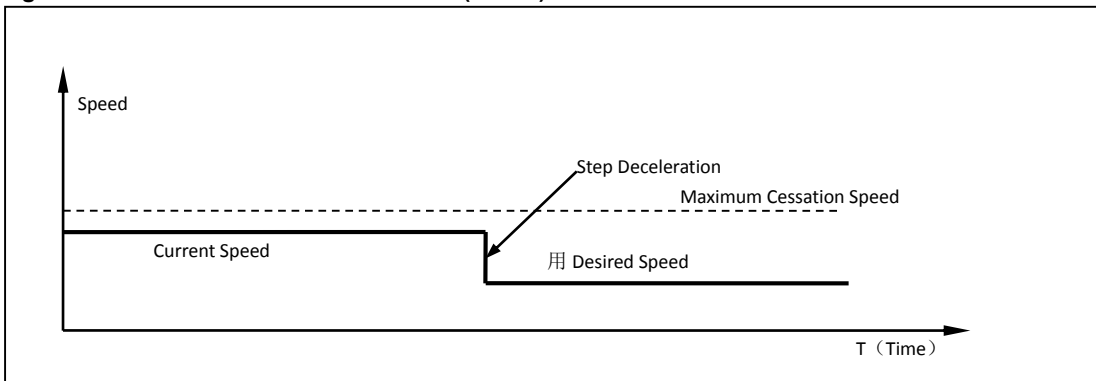 Speed
Step Deceleration
Maximum Cessation Speed
Current Speed
用 Desired Speed
T（Time）